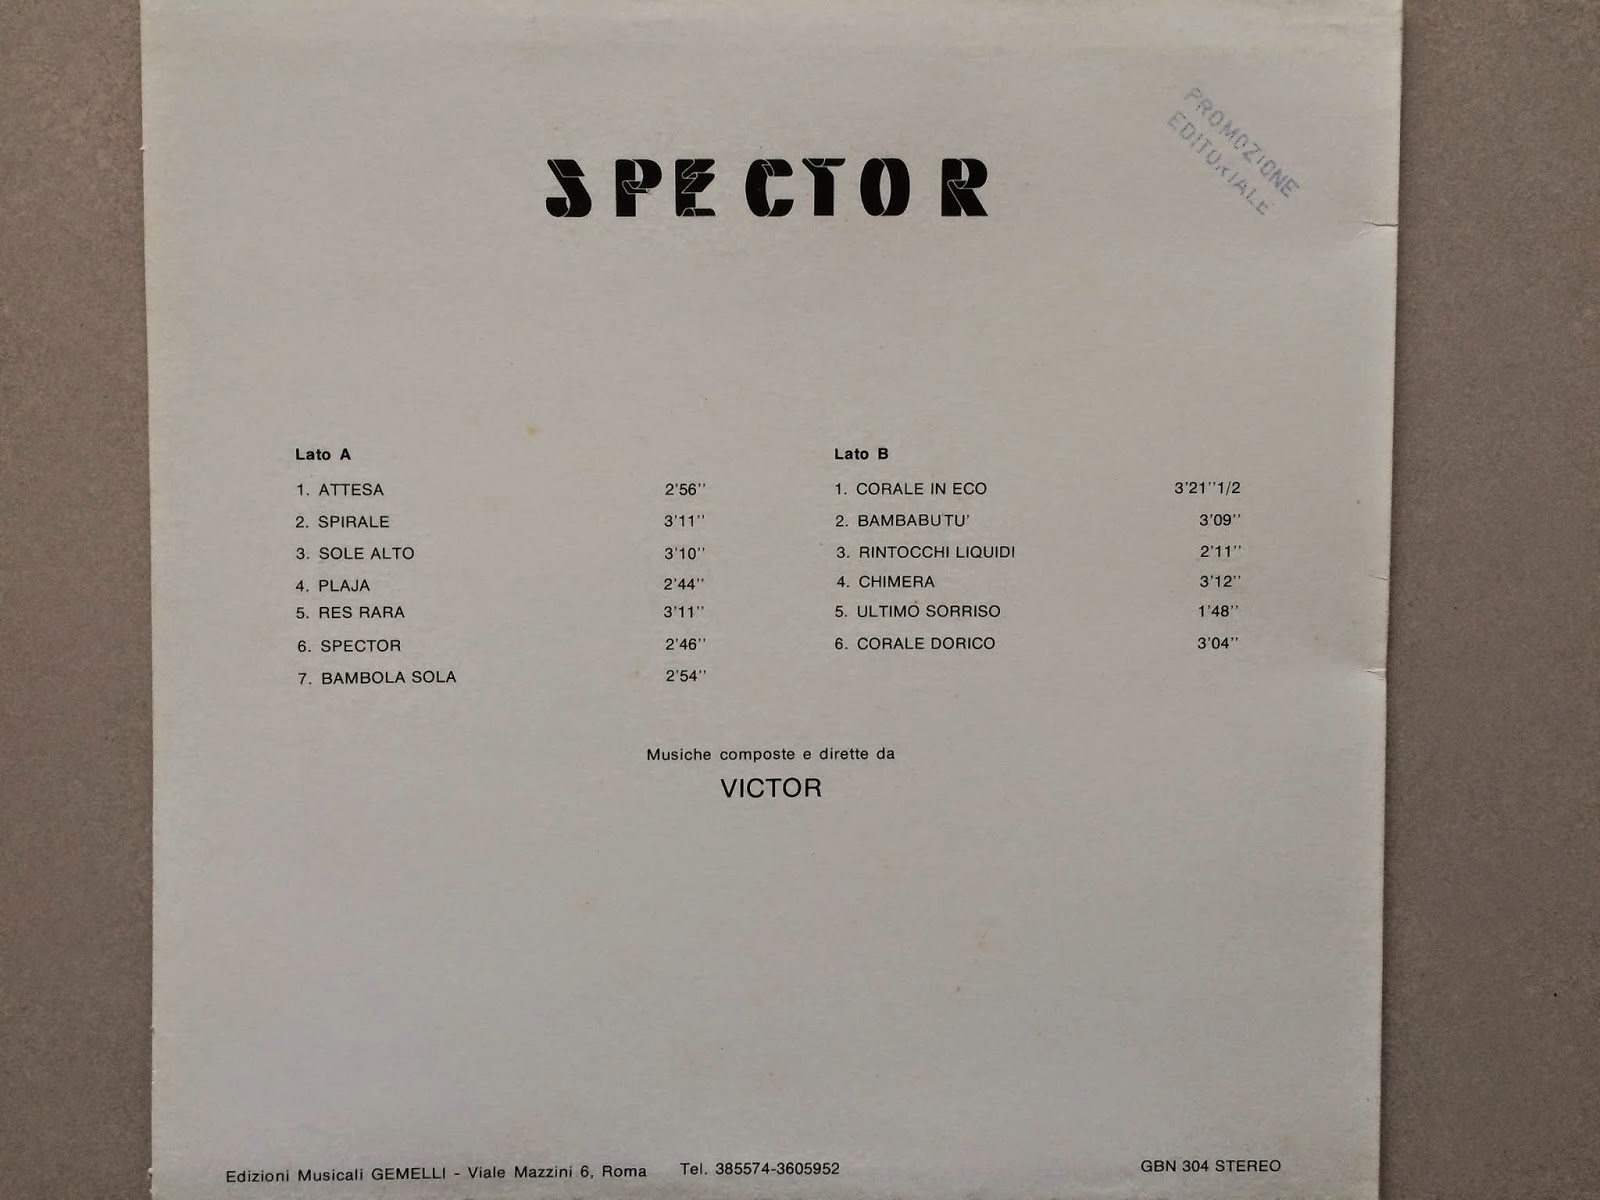 PROMOZIONE
EDITORIALE
SPECTOR
Lato A
1. ATTESA 2'56''
2. SPIRALE 3'11''
3. SOLE ALTO 3'10''
4. PLAJA 2'44''
5. RES RARA 3'11''
6. SPECTOR 2'46''
7. BAMBOLA SOLA 2'54''
Lato B
1. CORALE IN ECO 3'21''1/2
2. BAMBABUTU' 3'09''
3. RINTOCCHI LIQUIDI 2'11''
4. CHIMERA 3'12''
5. ULTIMO SORRISO 1'48''
6. CORALE DORICO 3'04''
Musiche composte e dirette da
VICTOR
Edizioni Musicali GEMELLI - Viale Mazzini 6, Roma Tel. 385574-3605952
GBN 304 STEREO